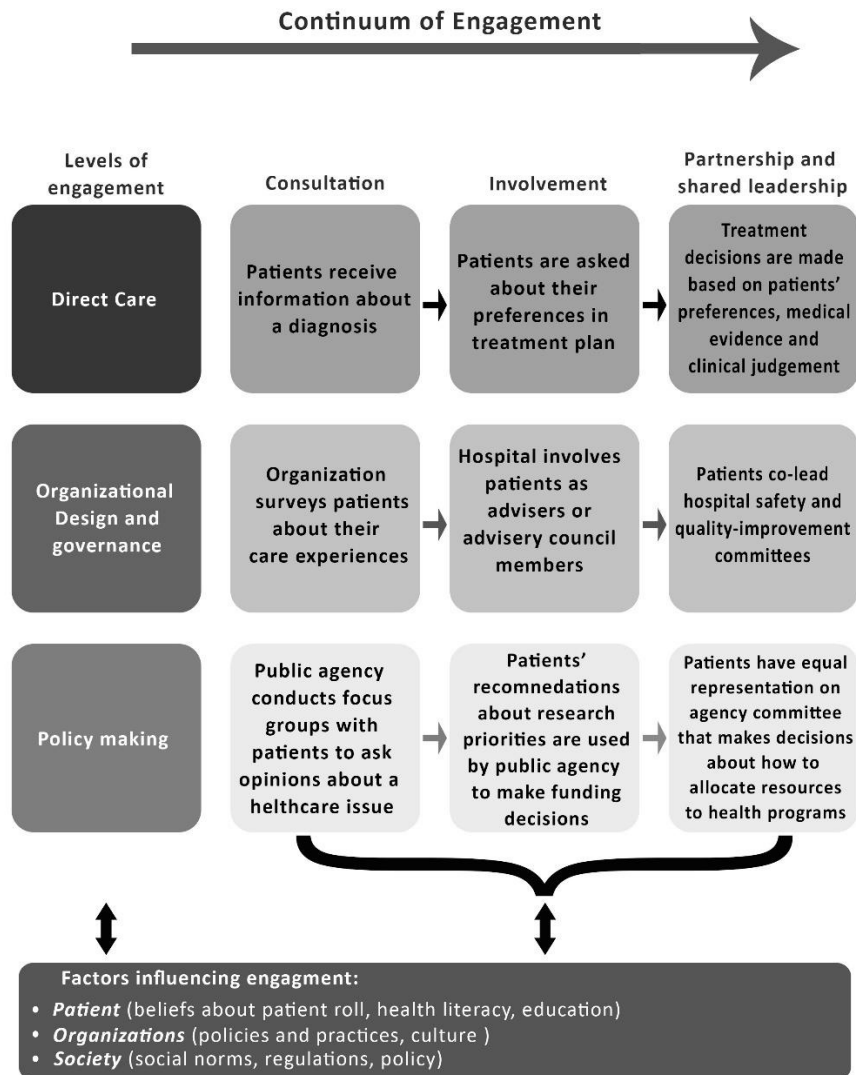 Continuum of Engagement
Levels of
engagement
Consultation
Involvement
Partnership and
shared leadership
Direct Care
Patients receive
information about
a diagnosis
Patients are asked
about their
preferences in
treatment plan
Treatment
decisions are made
based on patients’
preferences, medical
evidence and
clinical judgement
Organizational
Design and
governance
Organization
surveys patients
about their
care experiences
Hospital involves
patients as
advisers or
advisery council
members
Patients co-lead
hospital safety and
quality-improvement
committees
Policy making
Public agency
conducts focus
groups with
patients to ask
opinions about a
helthcare issue
Patients’
recomnedations
about research
priorities are used
by public agency
to make funding
decisions
Patients have equal
representation on
agency committee
that makes decisions
about how to
allocate resources
to health programs
Factors influencing engagment:
• Patient (beliefs about patient roll, health literacy, education)
• Organizations (policies and practices, culture )
• Society (social norms, regulations, policy)